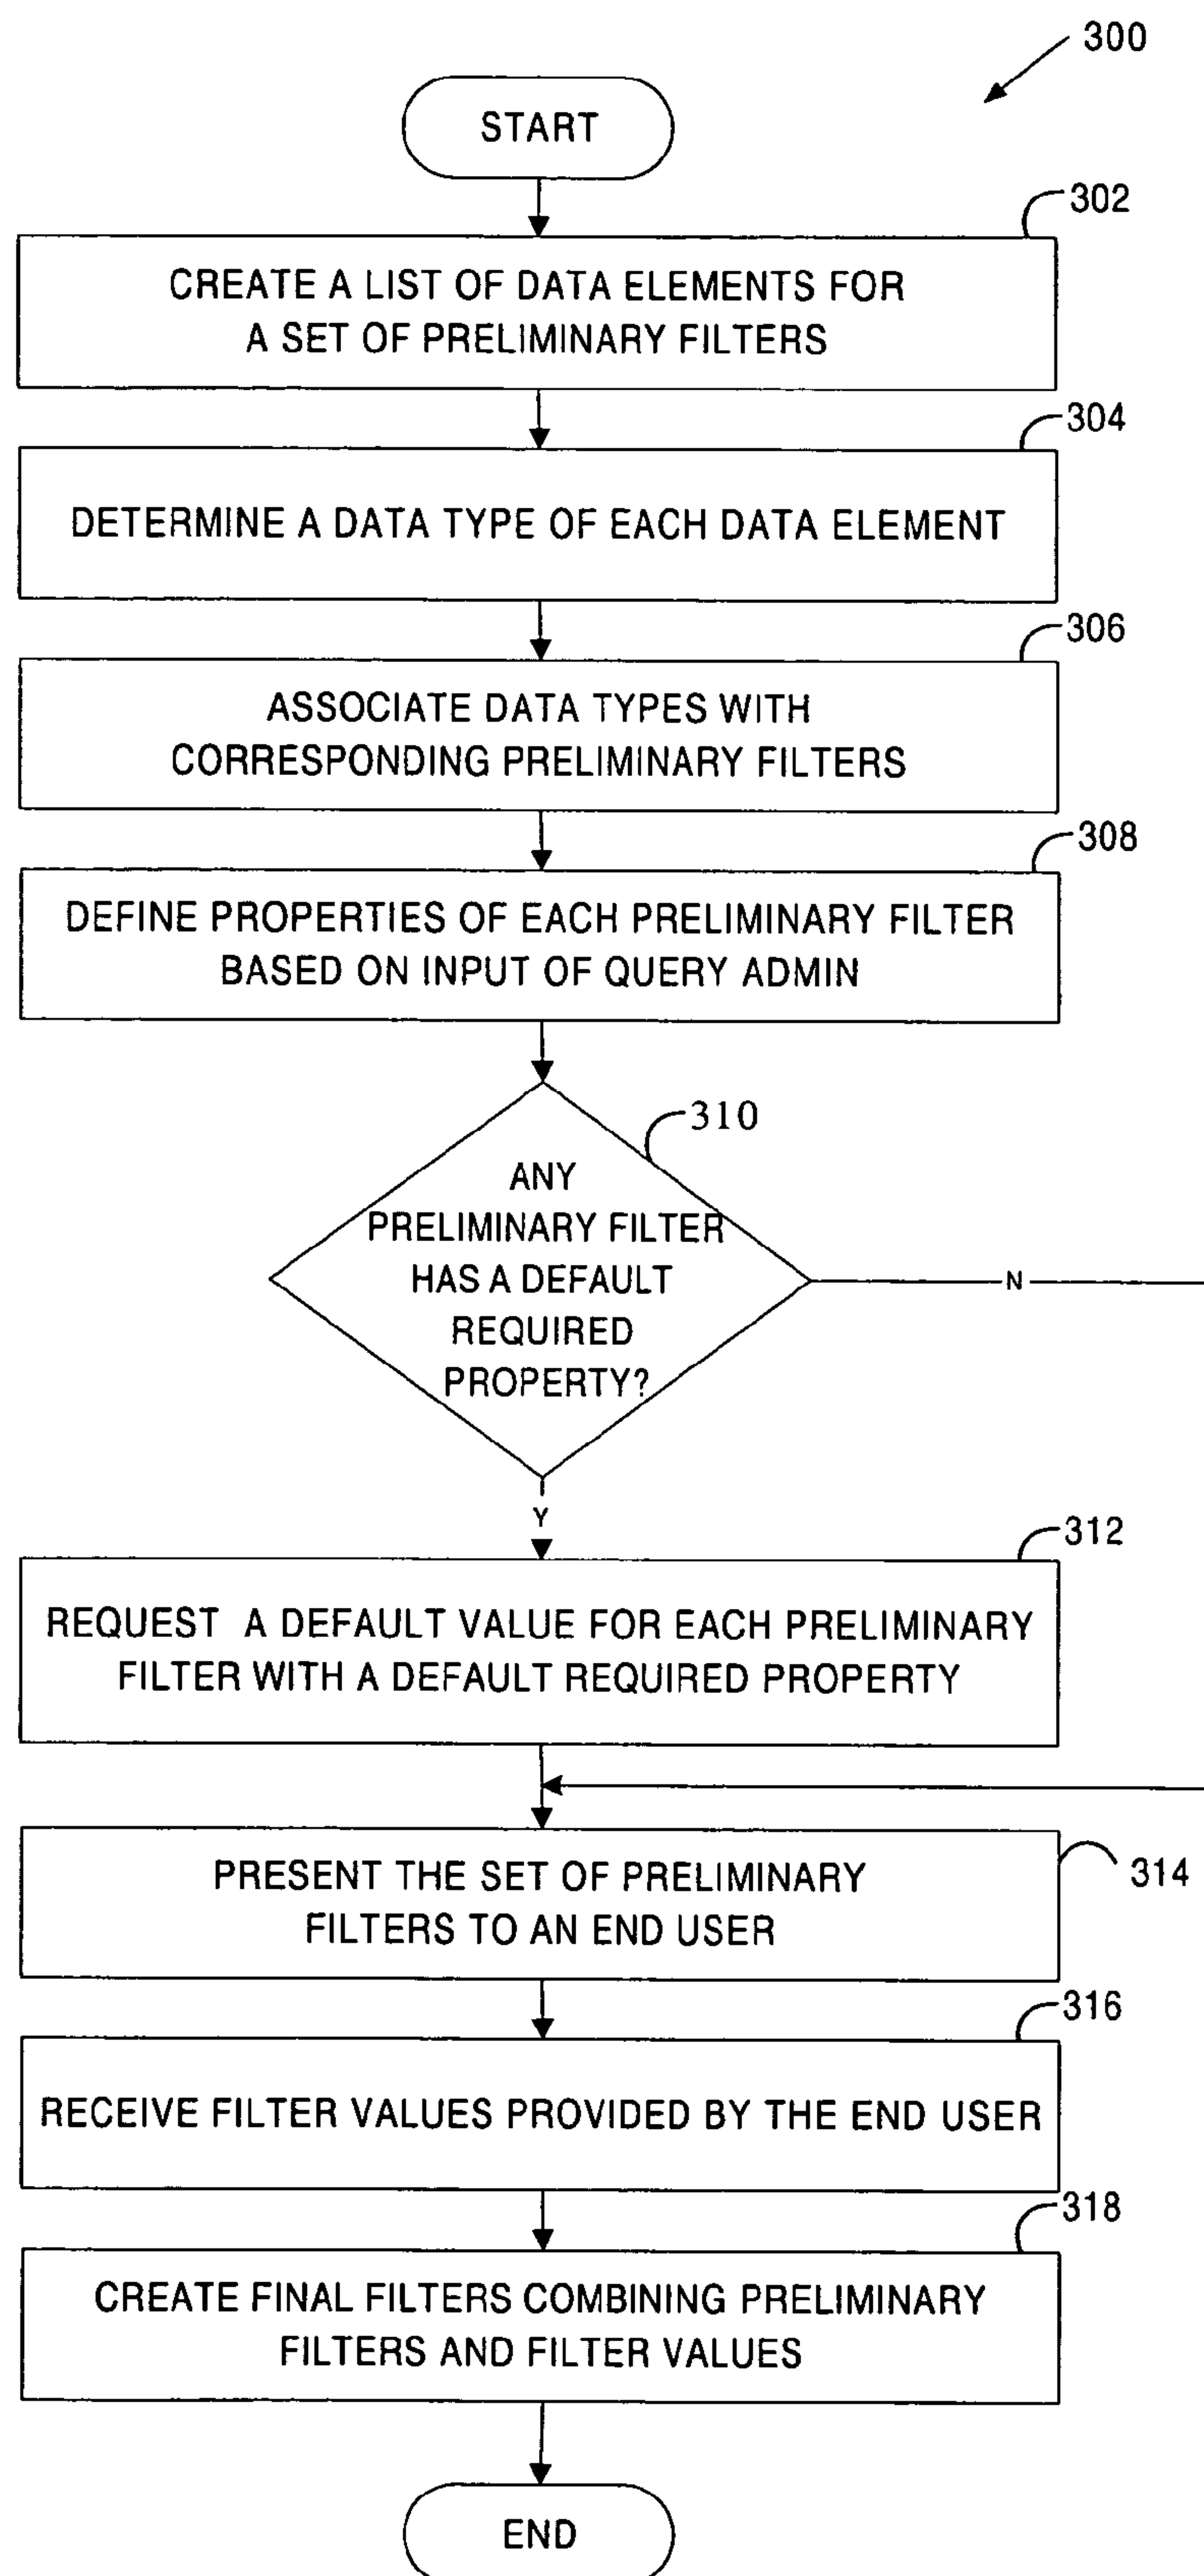 300
START
302
CREATE A LIST OF DATA ELEMENTS FOR
A SET OF PRELIMINARY FILTERS
304
DETERMINE A DATA TYPE OF EACH DATA ELEMENT
306
ASSOCIATE DATA TYPES WITH
CORRESPONDING PRELIMINARY FILTERS
308
DEFINE PROPERTIES OF EACH PRELIMINARY FILTER
BASED ON INPUT OF QUERY ADMIN
310
ANY
PRELIMINARY FILTER
HAS A DEFAULT
REQUIRED
PROPERTY?
N
Y
312
REQUEST A DEFAULT VALUE FOR EACH PRELIMINARY
FILTER WITH A DEFAULT REQUIRED PROPERTY
314
PRESENT THE SET OF PRELIMINARY
FILTERS TO AN END USER
316
RECEIVE FILTER VALUES PROVIDED BY THE END USER
318
CREATE FINAL FILTERS COMBINING PRELIMINARY
FILTERS AND FILTER VALUES
END